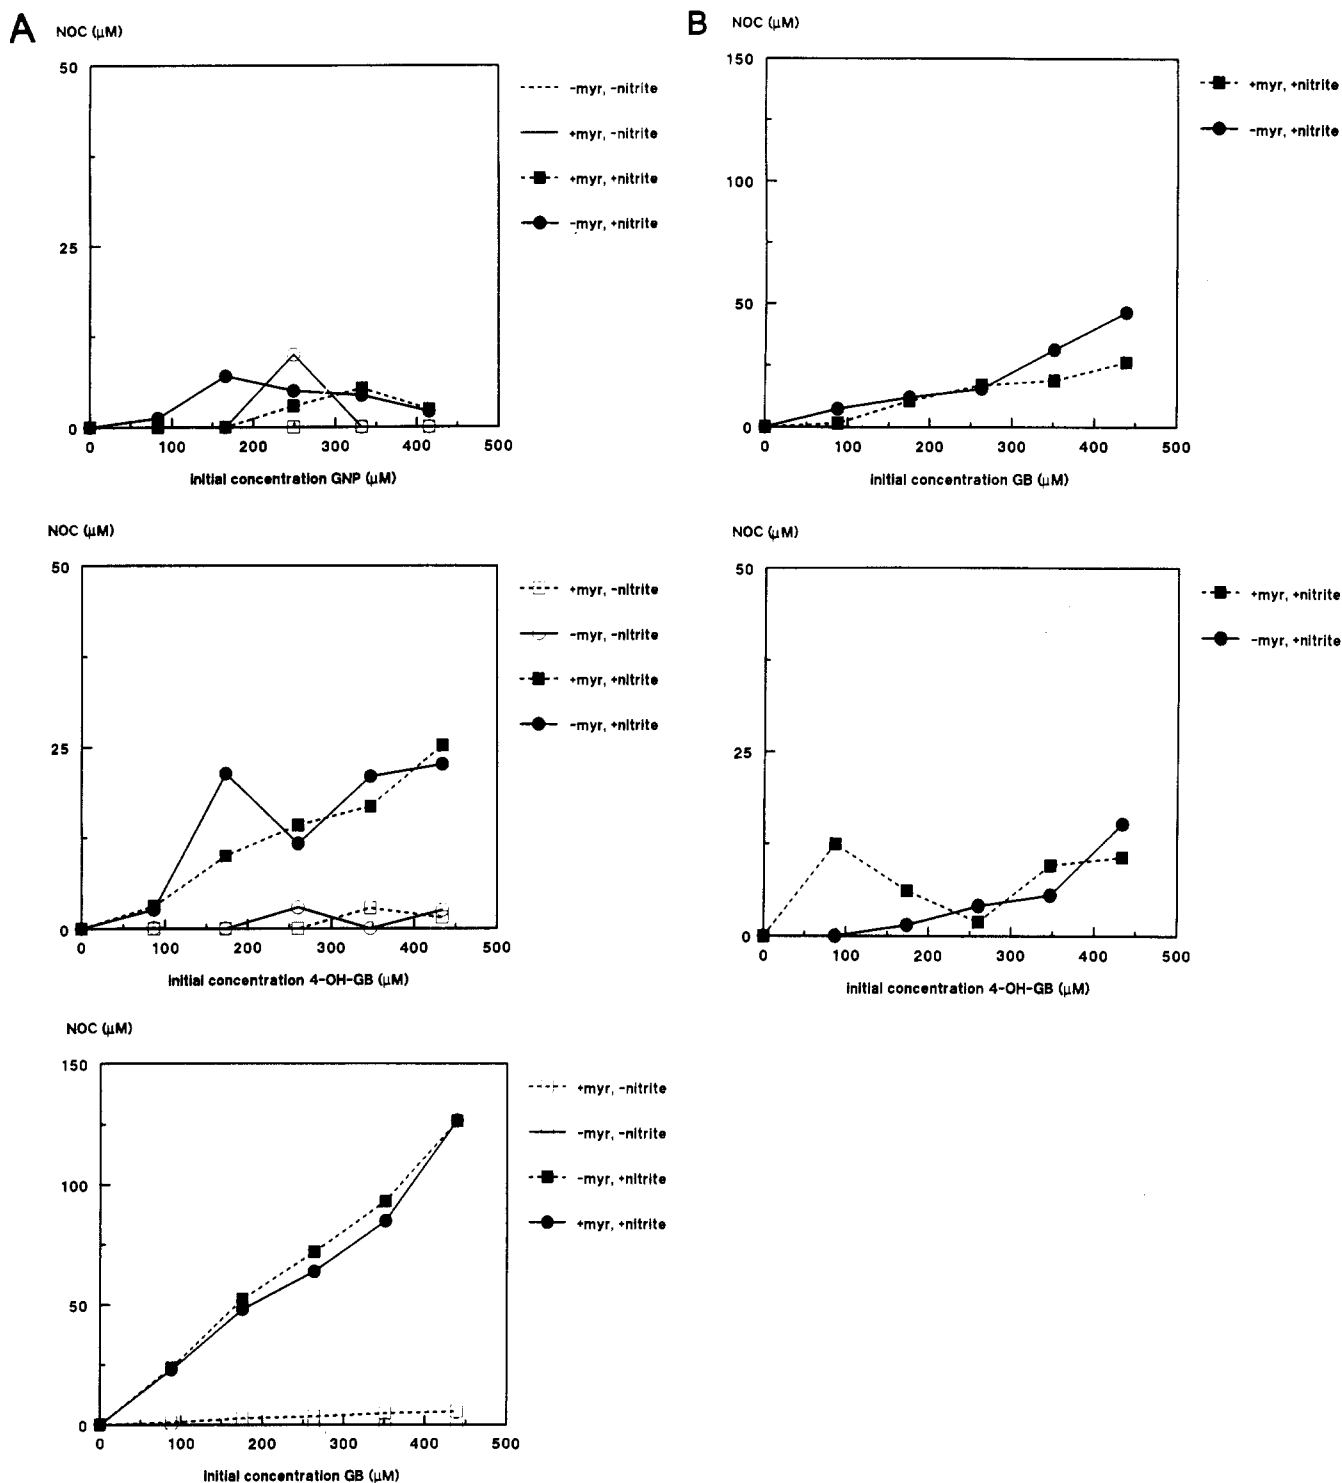 A
NOC (μM)
50
25
0
0 100 200 300 400 500
initial concentration GNP (μM)
-myr, -nitrite
+myr, -nitrite
+myr, +nitrite
-myr, +nitrite
NOC (μM)
50
25
0
0 100 200 300 400 500
initial concentration 4-OH-GB (μM)
+myr, -nitrite
-myr, -nitrite
+myr, +nitrite
-myr, +nitrite
NOC (μM)
150
100
50
0
0 100 200 300 400 500
initial concentration GB (μM)
+myr, -nitrite
-myr, -nitrite
-myr, +nitrite
+myr, +nitrite
B
NOC (μM)
150
100
50
0
0 100 200 300 400 500
initial concentration GB (μM)
+myr, +nitrite
-myr, +nitrite
NOC (μM)
50
25
0
0 100 200 300 400 500
initial concentration 4-OH-GB (μM)
+myr, +nitrite
-myr, +nitrite